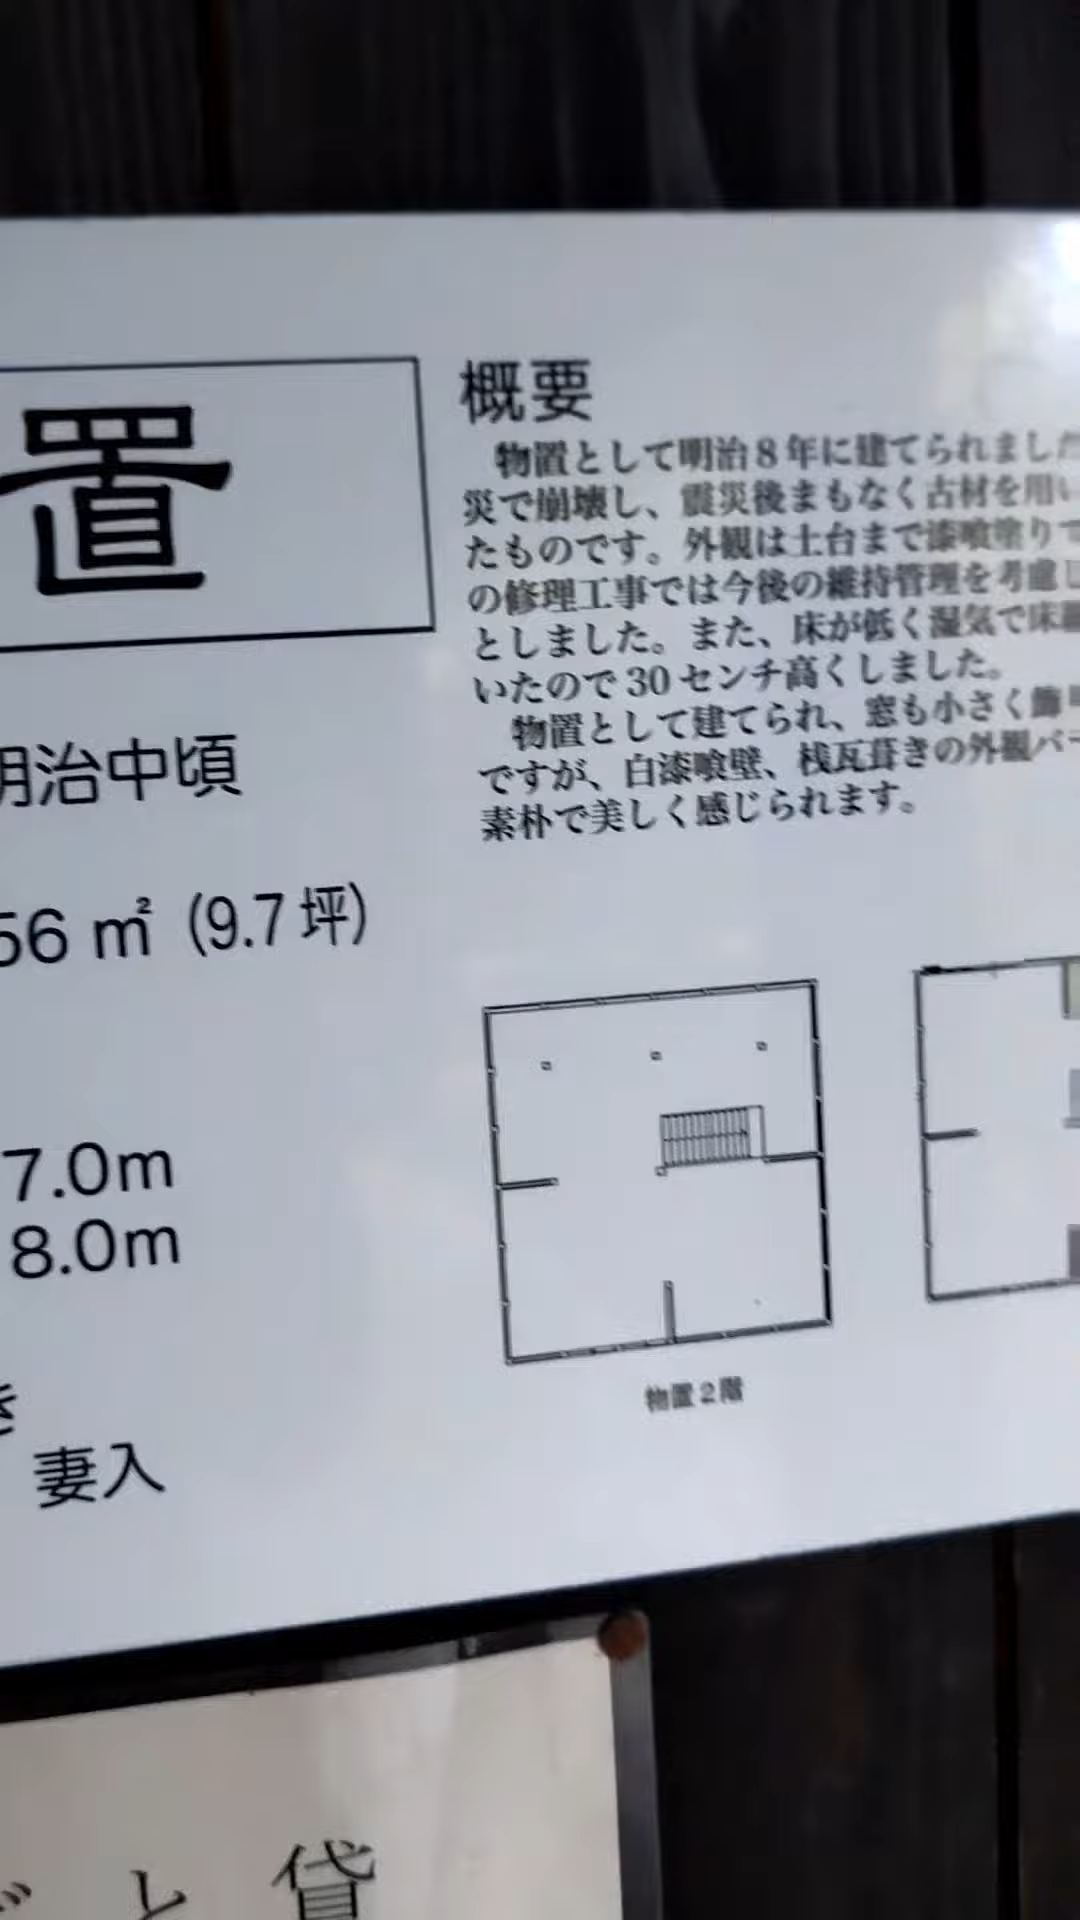 置
明治中頃
56 ㎡ (9.7坪)
7.0m
8.0m
き
妻入
概要
物置として明治8年に建てられました
災で崩壊し、震災後まもなく古材を用い
たものです。外観は土台まで漆喰塗りで
の修理工事では今後の維持管理を考慮し
としました。また、床が低く湿気で床
いたので30センチ高くしました。
物置として建てられ、窓も小さく飾り
ですが、白漆喰壁、桟瓦葺きの外観バ
素朴で美しく感じられます。
物置2階
と貸